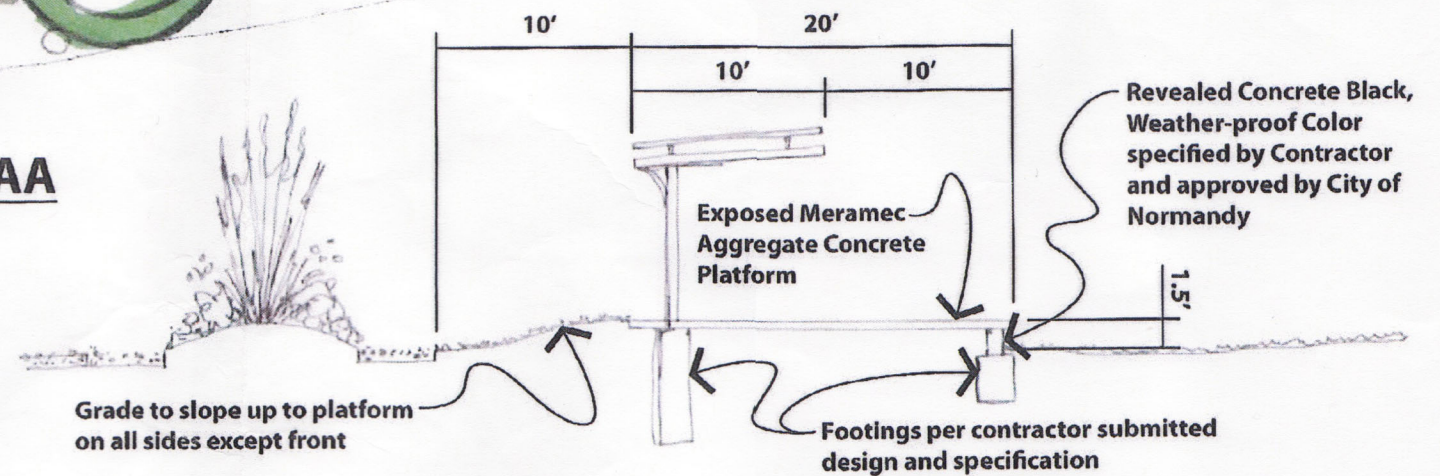 10’
20’
10’
10’
AA
Revealed Concrete Black,
Weather-proof Color
specified by Contractor
and approved by City of
Normandy
Exposed Meramec
Aggregate Concrete
Platform
1.5’
Grade to slope up to platform
on all sides except front
Footings per contractor submitted
design and specification